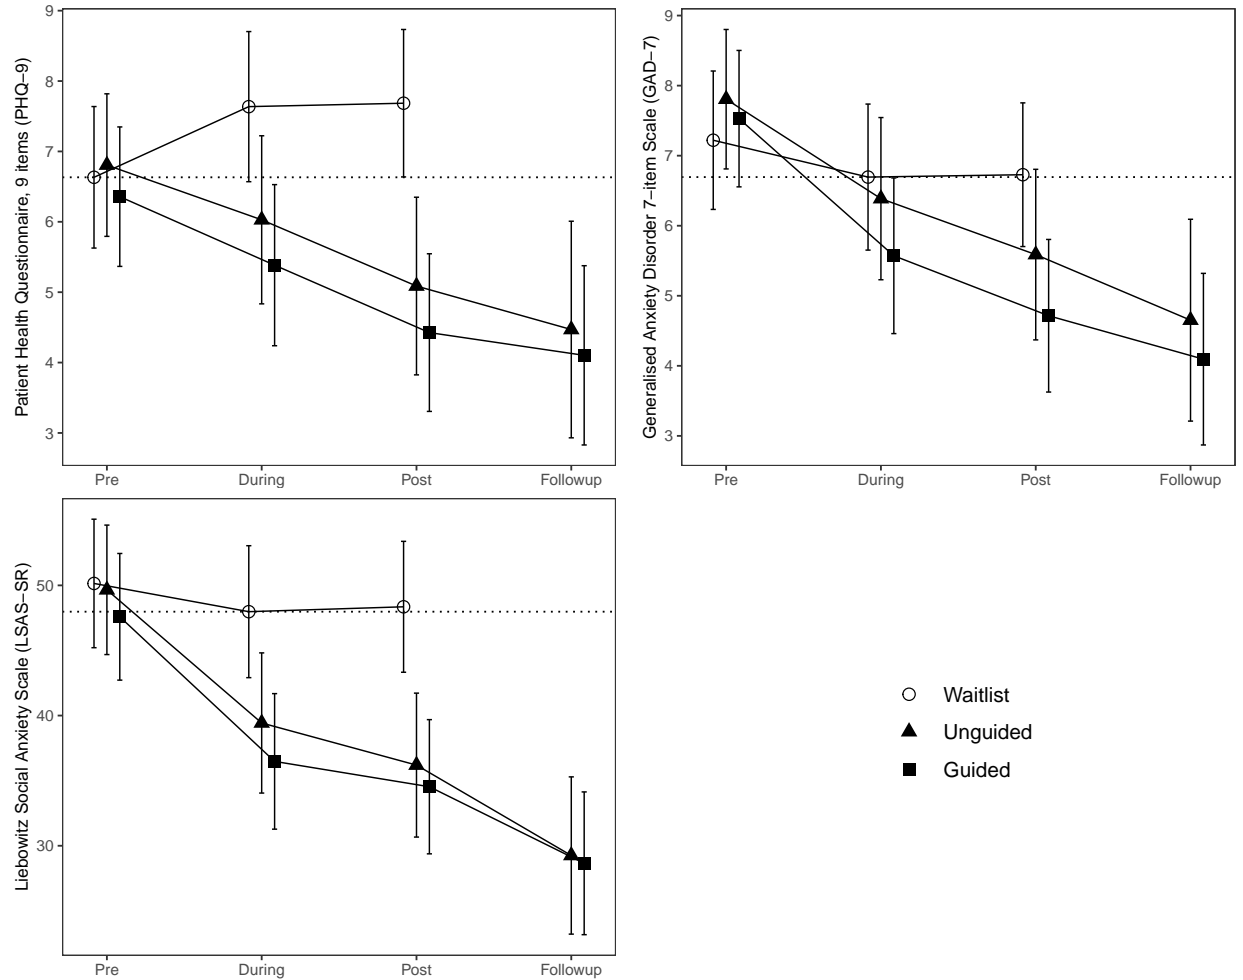 Patient Health Questionnaire, 9 items (PHQ−9)
9
8
7
6
5
4
3
Pre During Post Followup
Generalised Anxiety Disorder 7−item Scale (GAD−7)
9
8
7
6
5
4
3
Pre During Post Followup
Liebowitz Social Anxiety Scale (LSAS−SR)
50
40
30
Pre During Post Followup
Waitlist
Unguided
Guided